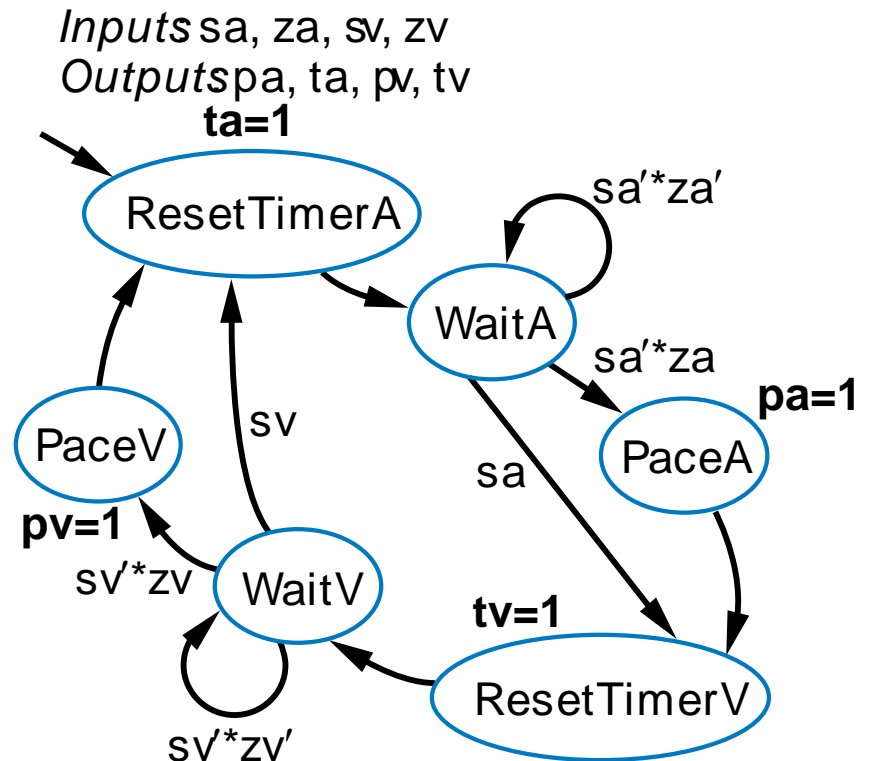 Inputs: sa, za, sv, zv
Outputs: pa, ta, pv, tv
ta=1
ResetTimerA
sa′*za′
WaitA
sa′*za
pa=1
PaceA
sa
sv
PaceV
pv=1
sv′*zv
WaitV
tv=1
ResetTimerV
sv′*zv′